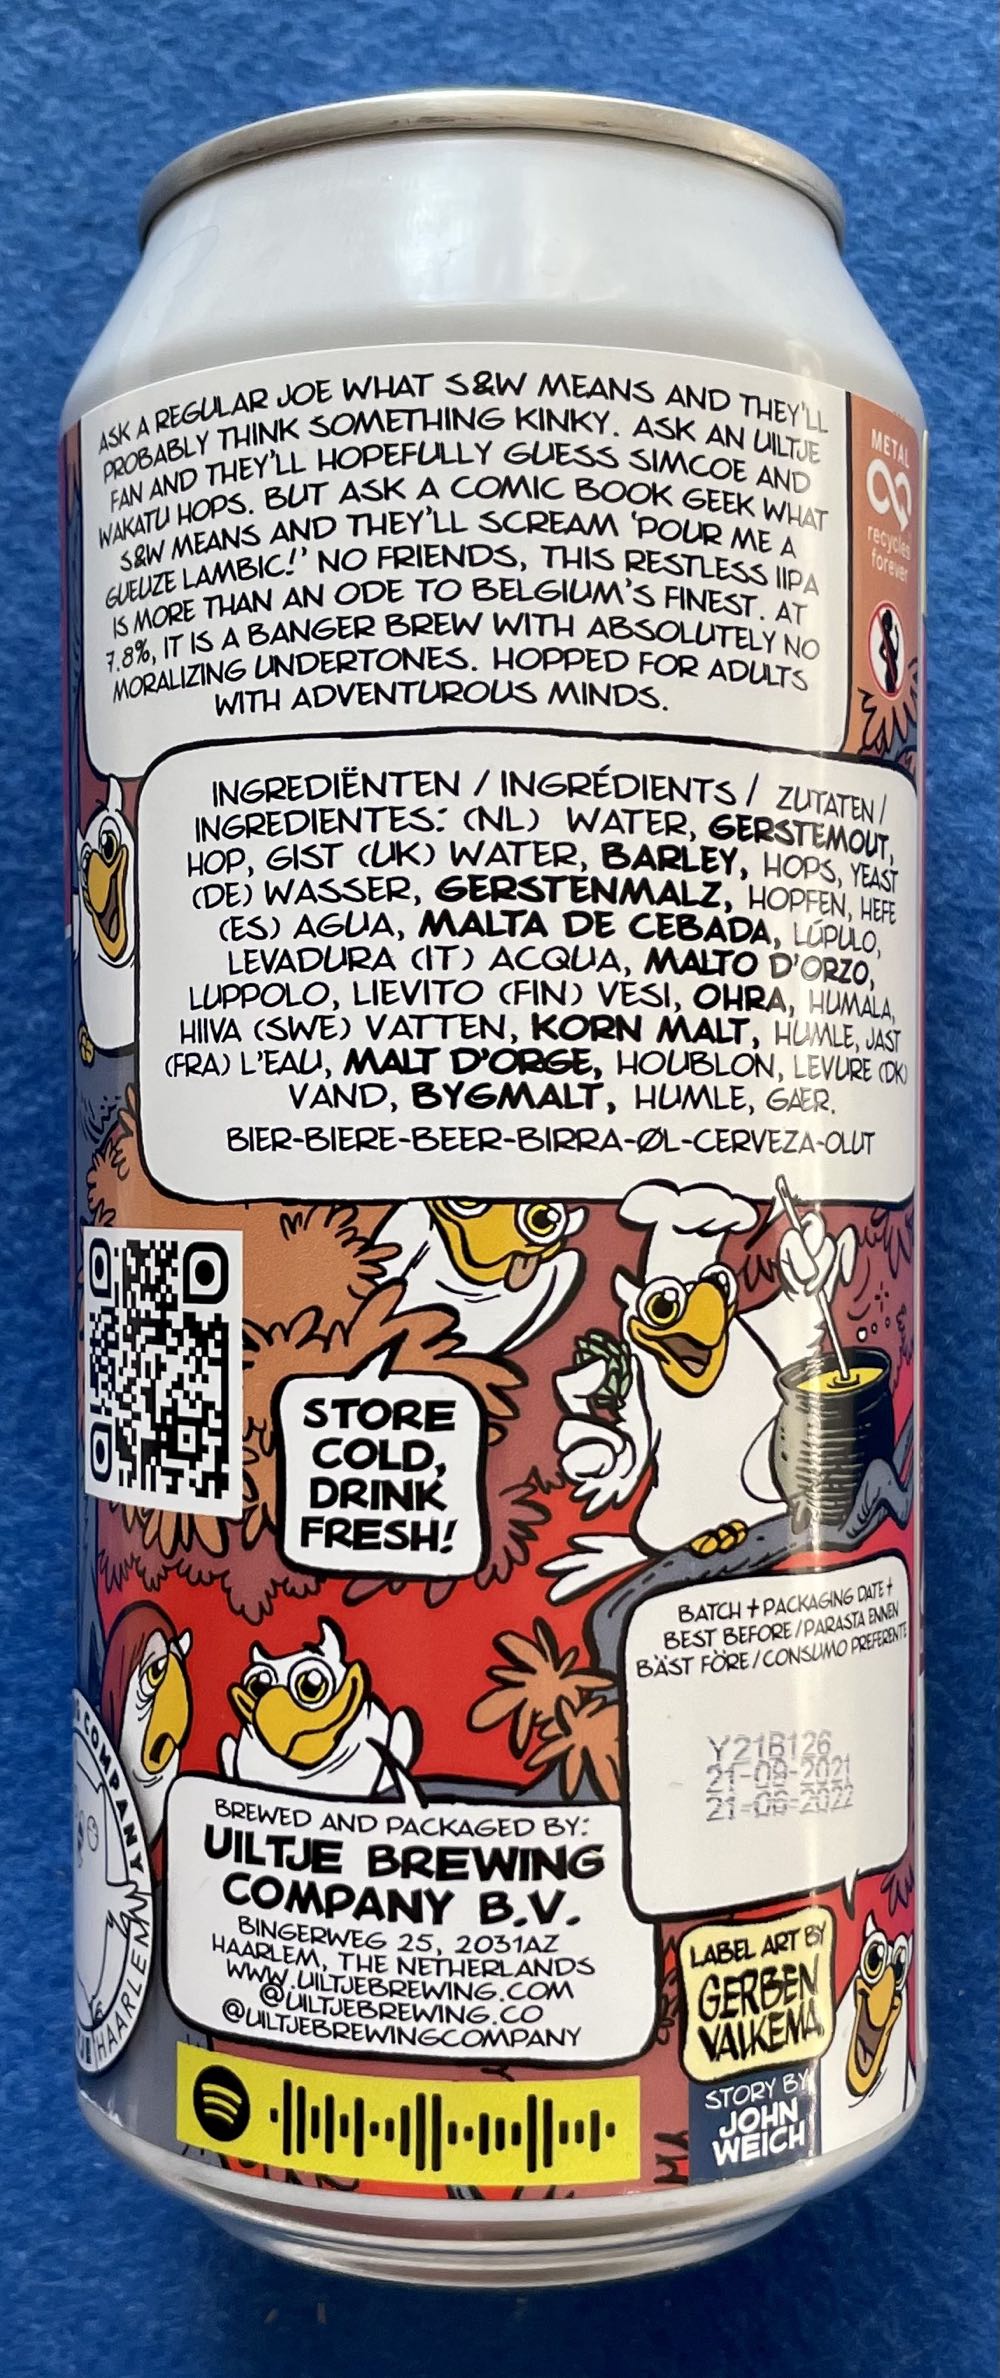 ASK A REGULAR JOE WHAT S&W MEANS AND THEY'LL
PROBABLY THINK SOMETHING KINKY. ASK AN UILTJE
FAN AND THEY'LL HOPEFULLY GUESS SIMCOE AND
WAKATU HOPS. BUT ASK A COMIC BOOK GEEK WHAT
S&W MEANS AND THEY'LL SCREAM 'POUR ME A
GUEUZE LAMBIC!' NO FRIENDS, THIS RESTLESS IIPA
IS MORE THAN AN ODE TO BELGIUM'S FINEST. AT
7.8%, IT IS A BANGER BREW WITH ABSOLUTELY NO
MORALIZING UNDERTONES. HOPPED FOR ADULTS
WITH ADVENTUROUS MINDS.
METAL
recycles
forever
INGREDIËNTEN / INGRÉDIENTS / ZUTATEN /
INGREDIENTES: (NL) WATER, GERSTEMOUT,
HOP, GIST (UK) WATER, BARLEY, HOPS, YEAST
(DE) WASSER, GERSTENMALZ, HOPFEN, HEFE
(ES) AGUA, MALTA DE CEBADA, LÚPULO,
LEVADURA (IT) ACQUA, MALTO D'ORZO,
LUPPOLO, LIEVITO (FIN) VESI, OHRA, HUMALA,
HIIVA (SWE) VATTEN, KORN MALT, HUMLE, JAST
(FRA) L'EAU, MALT D'ORGE, HOUBLON, LEVURE (DK)
VAND, BYGMALT, HUMLE, GAER.
BIER-BIERE-BEER-BIRRA-ØL-CERVEZA-OLUT
STORE
COLD,
DRINK
FRESH!
BATCH + PACKAGING DATE +
BEST BEFORE/PARASTA ENNEN
BÄST FÖRE/CONSUMO PREFERENTE
Y21B126
21-09-2021
21-06-2022
COMPANY
HAARLEM
BREWED AND PACKAGED BY:
UILTJE BREWING
COMPANY B.V.
BINGERWEG 25, 2031AZ
HAARLEM, THE NETHERLANDS
WWW.UILTJEBREWING.COM
@UILTJEBREWING.CO
@UILTJEBREWINGCOMPANY
LABEL ART BY
GERBEN
VALKEMA
STORY BY
JOHN
WEICH